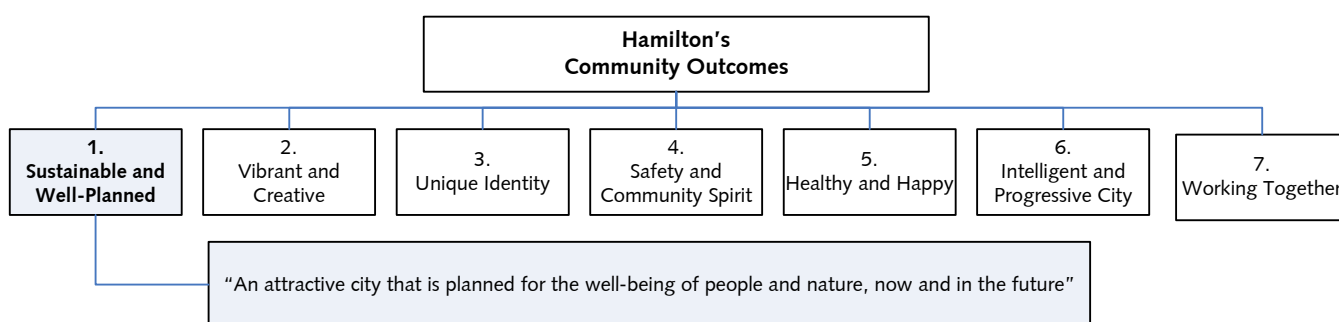 Hamilton's
Community Outcomes
1.
Sustainable and
Well-Planned
2.
Vibrant and
Creative
3.
Unique Identity
4.
Safety and
Community Spirit
5.
Healthy and Happy
6.
Intelligent and
Progressive City
7.
Working Together
“An attractive city that is planned for the well-being of people and nature, now and in the future”